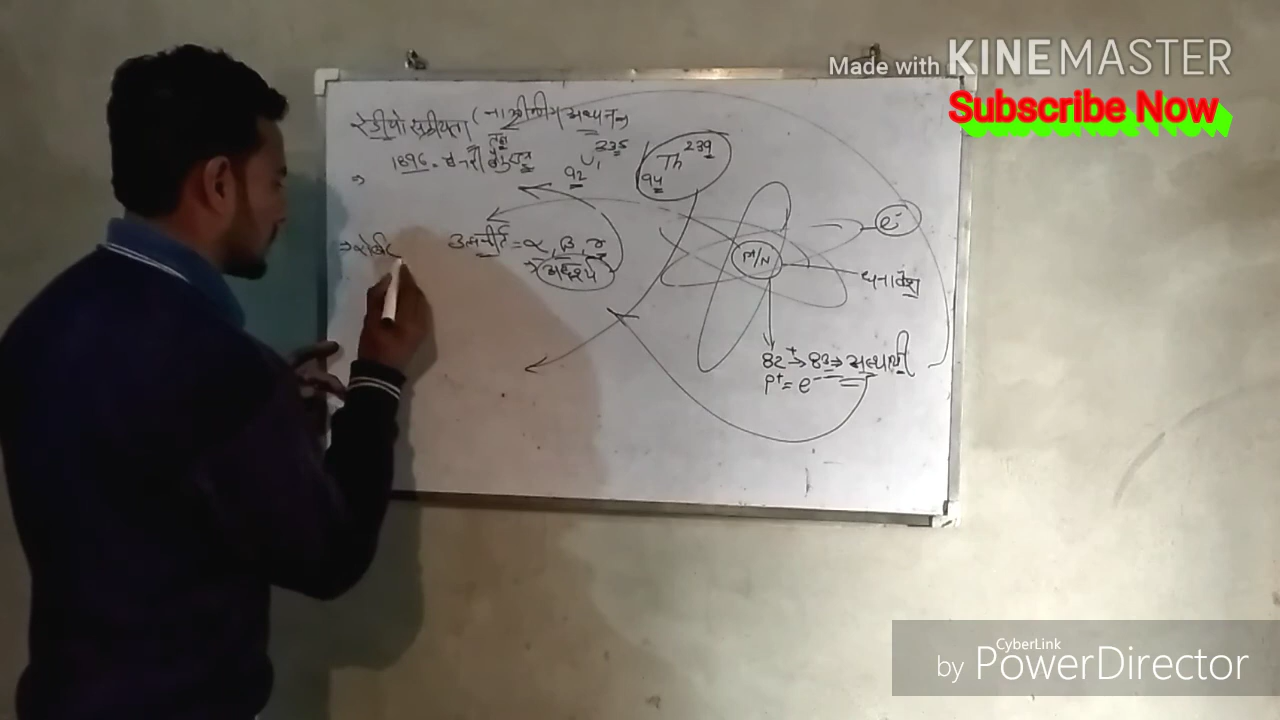 Made with KINEMASTER
Subscribe Now
रेडियो सक्रीयता (नाभीकीय अध्ययन)
तत्व
1896 - हेनरी बेकुरल
92 U, 235
94 Th 239
e-
उत्सर्जित = α, β, γ
→ अदृश्य
P/N
धनावेश
82+ → 83 → अस्थायी
P+ = e-
CyberLink
by PowerDirector